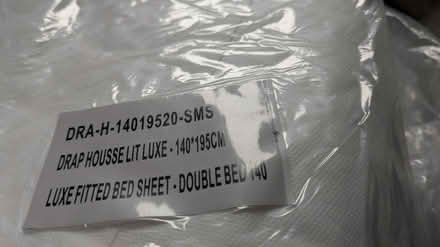 DRA-H-14019520-SMS
DRAP HOUSSE LIT LUXE - 140*195CM
LUXE FITTED BED SHEET - DOUBLE BED 140